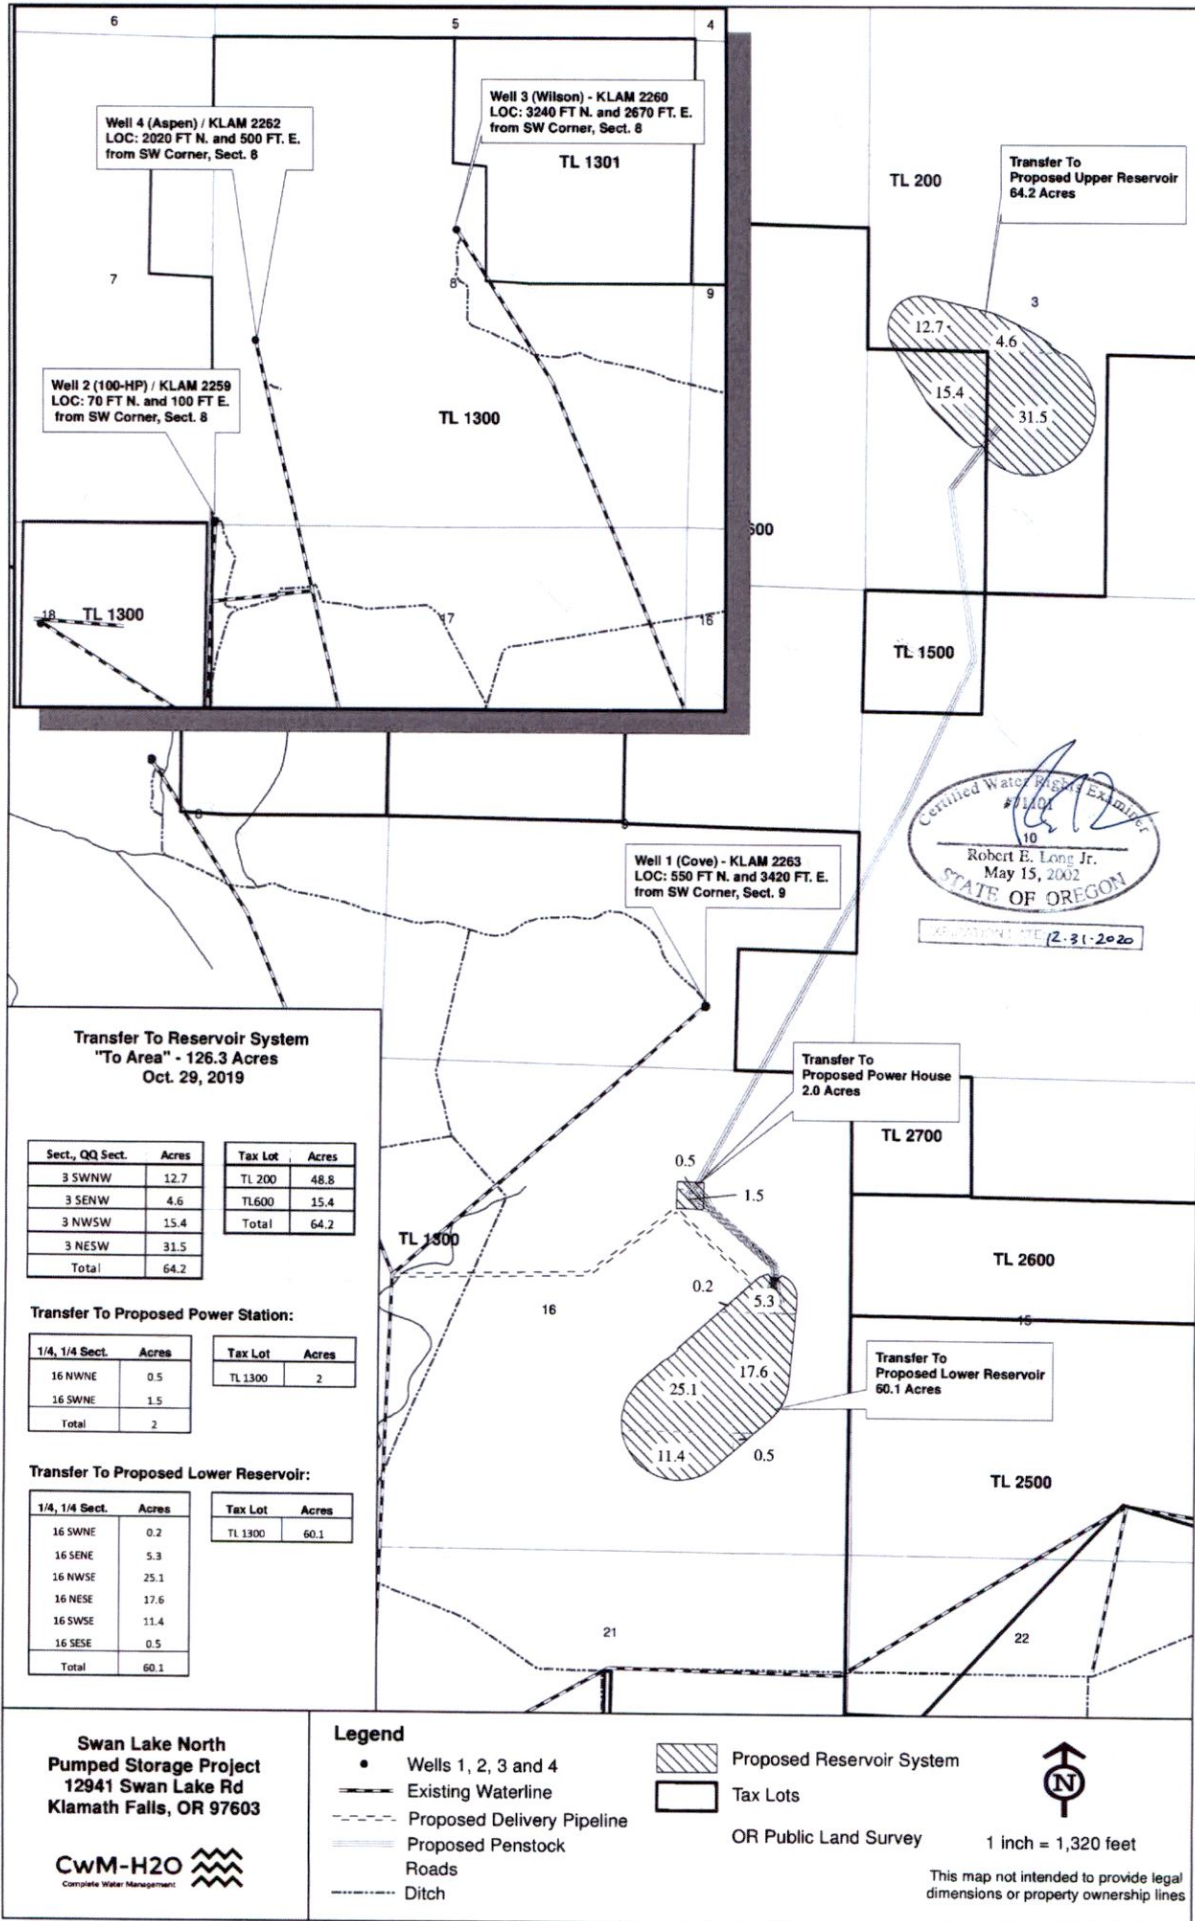 6
5
4
Well 4 (Aspen) / KLAM 2262
LOC: 2020 FT N. and 500 FT. E.
from SW Corner, Sect. 8
Well 3 (Wilson) - KLAM 2260
LOC: 3240 FT N. and 2670 FT. E.
from SW Corner, Sect. 8
TL 1301
7
8
9
Well 2 (100-HP) / KLAM 2259
LOC: 70 FT N. and 100 FT E.
from SW Corner, Sect. 8
TL 1300
18
TL 1300
17
16
TL 200
Transfer To
Proposed Upper Reservoir
64.2 Acres
3
12.7
4.6
15.4
31.5
600
TL 1500
8
9
Certified Water Rights Examiner
10
Robert E. Long Jr.
May 15, 2002
STATE OF OREGON
12-31-2020
Well 1 (Cove) - KLAM 2263
LOC: 550 FT N. and 3420 FT. E.
from SW Corner, Sect. 9
Transfer To
Proposed Power House
2.0 Acres
TL 2700
0.5
1.5
TL 1300
TL 2600
0.2
5.3
16
15
17.6
25.1
Transfer To
Proposed Lower Reservoir
60.1 Acres
11.4
0.5
TL 2500
21
22
Transfer To Reservoir System
"To Area" - 126.3 Acres
Oct. 29, 2019
Sect., QQ Sect. Acres
3 SWNW 12.7
3 SENW 4.6
3 NWSW 15.4
3 NESW 31.5
Total 64.2
Tax Lot Acres
TL 200 48.8
TL600 15.4
Total 64.2
Transfer To Proposed Power Station:
1/4, 1/4 Sect. Acres
16 NWNE 0.5
16 SWNE 1.5
Total 2
Tax Lot Acres
TL 1300 2
Transfer To Proposed Lower Reservoir:
1/4, 1/4 Sect. Acres
16 SWNE 0.2
16 SENE 5.3
16 NWSE 25.1
16 NESE 17.6
16 SWSE 11.4
16 SESE 0.5
Total 60.1
Tax Lot Acres
TL 1300 60.1
Swan Lake North
Pumped Storage Project
12941 Swan Lake Rd
Klamath Falls, OR 97603
CwM-H2O
Complete Water Management
Legend
Wells 1, 2, 3 and 4
Existing Waterline
Proposed Delivery Pipeline
Proposed Penstock
Roads
Ditch
Proposed Reservoir System
Tax Lots
OR Public Land Survey
N
1 inch = 1,320 feet
This map not intended to provide legal
dimensions or property ownership lines